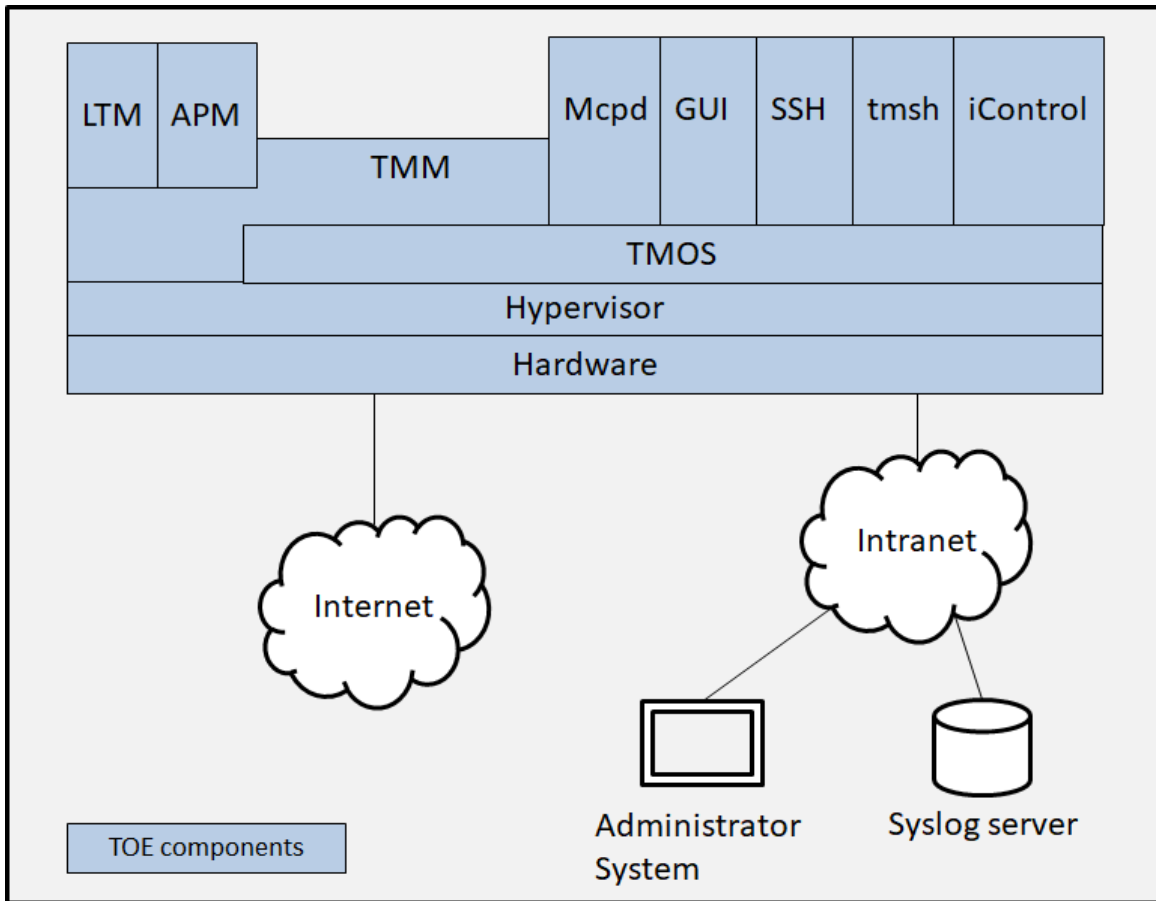 LTM
APM
TMM
Mcpd
GUI
SSH
tmsh
iControl
TMOS
Hypervisor
Hardware
Internet
Intranet
Administrator
System
Syslog server
TOE components